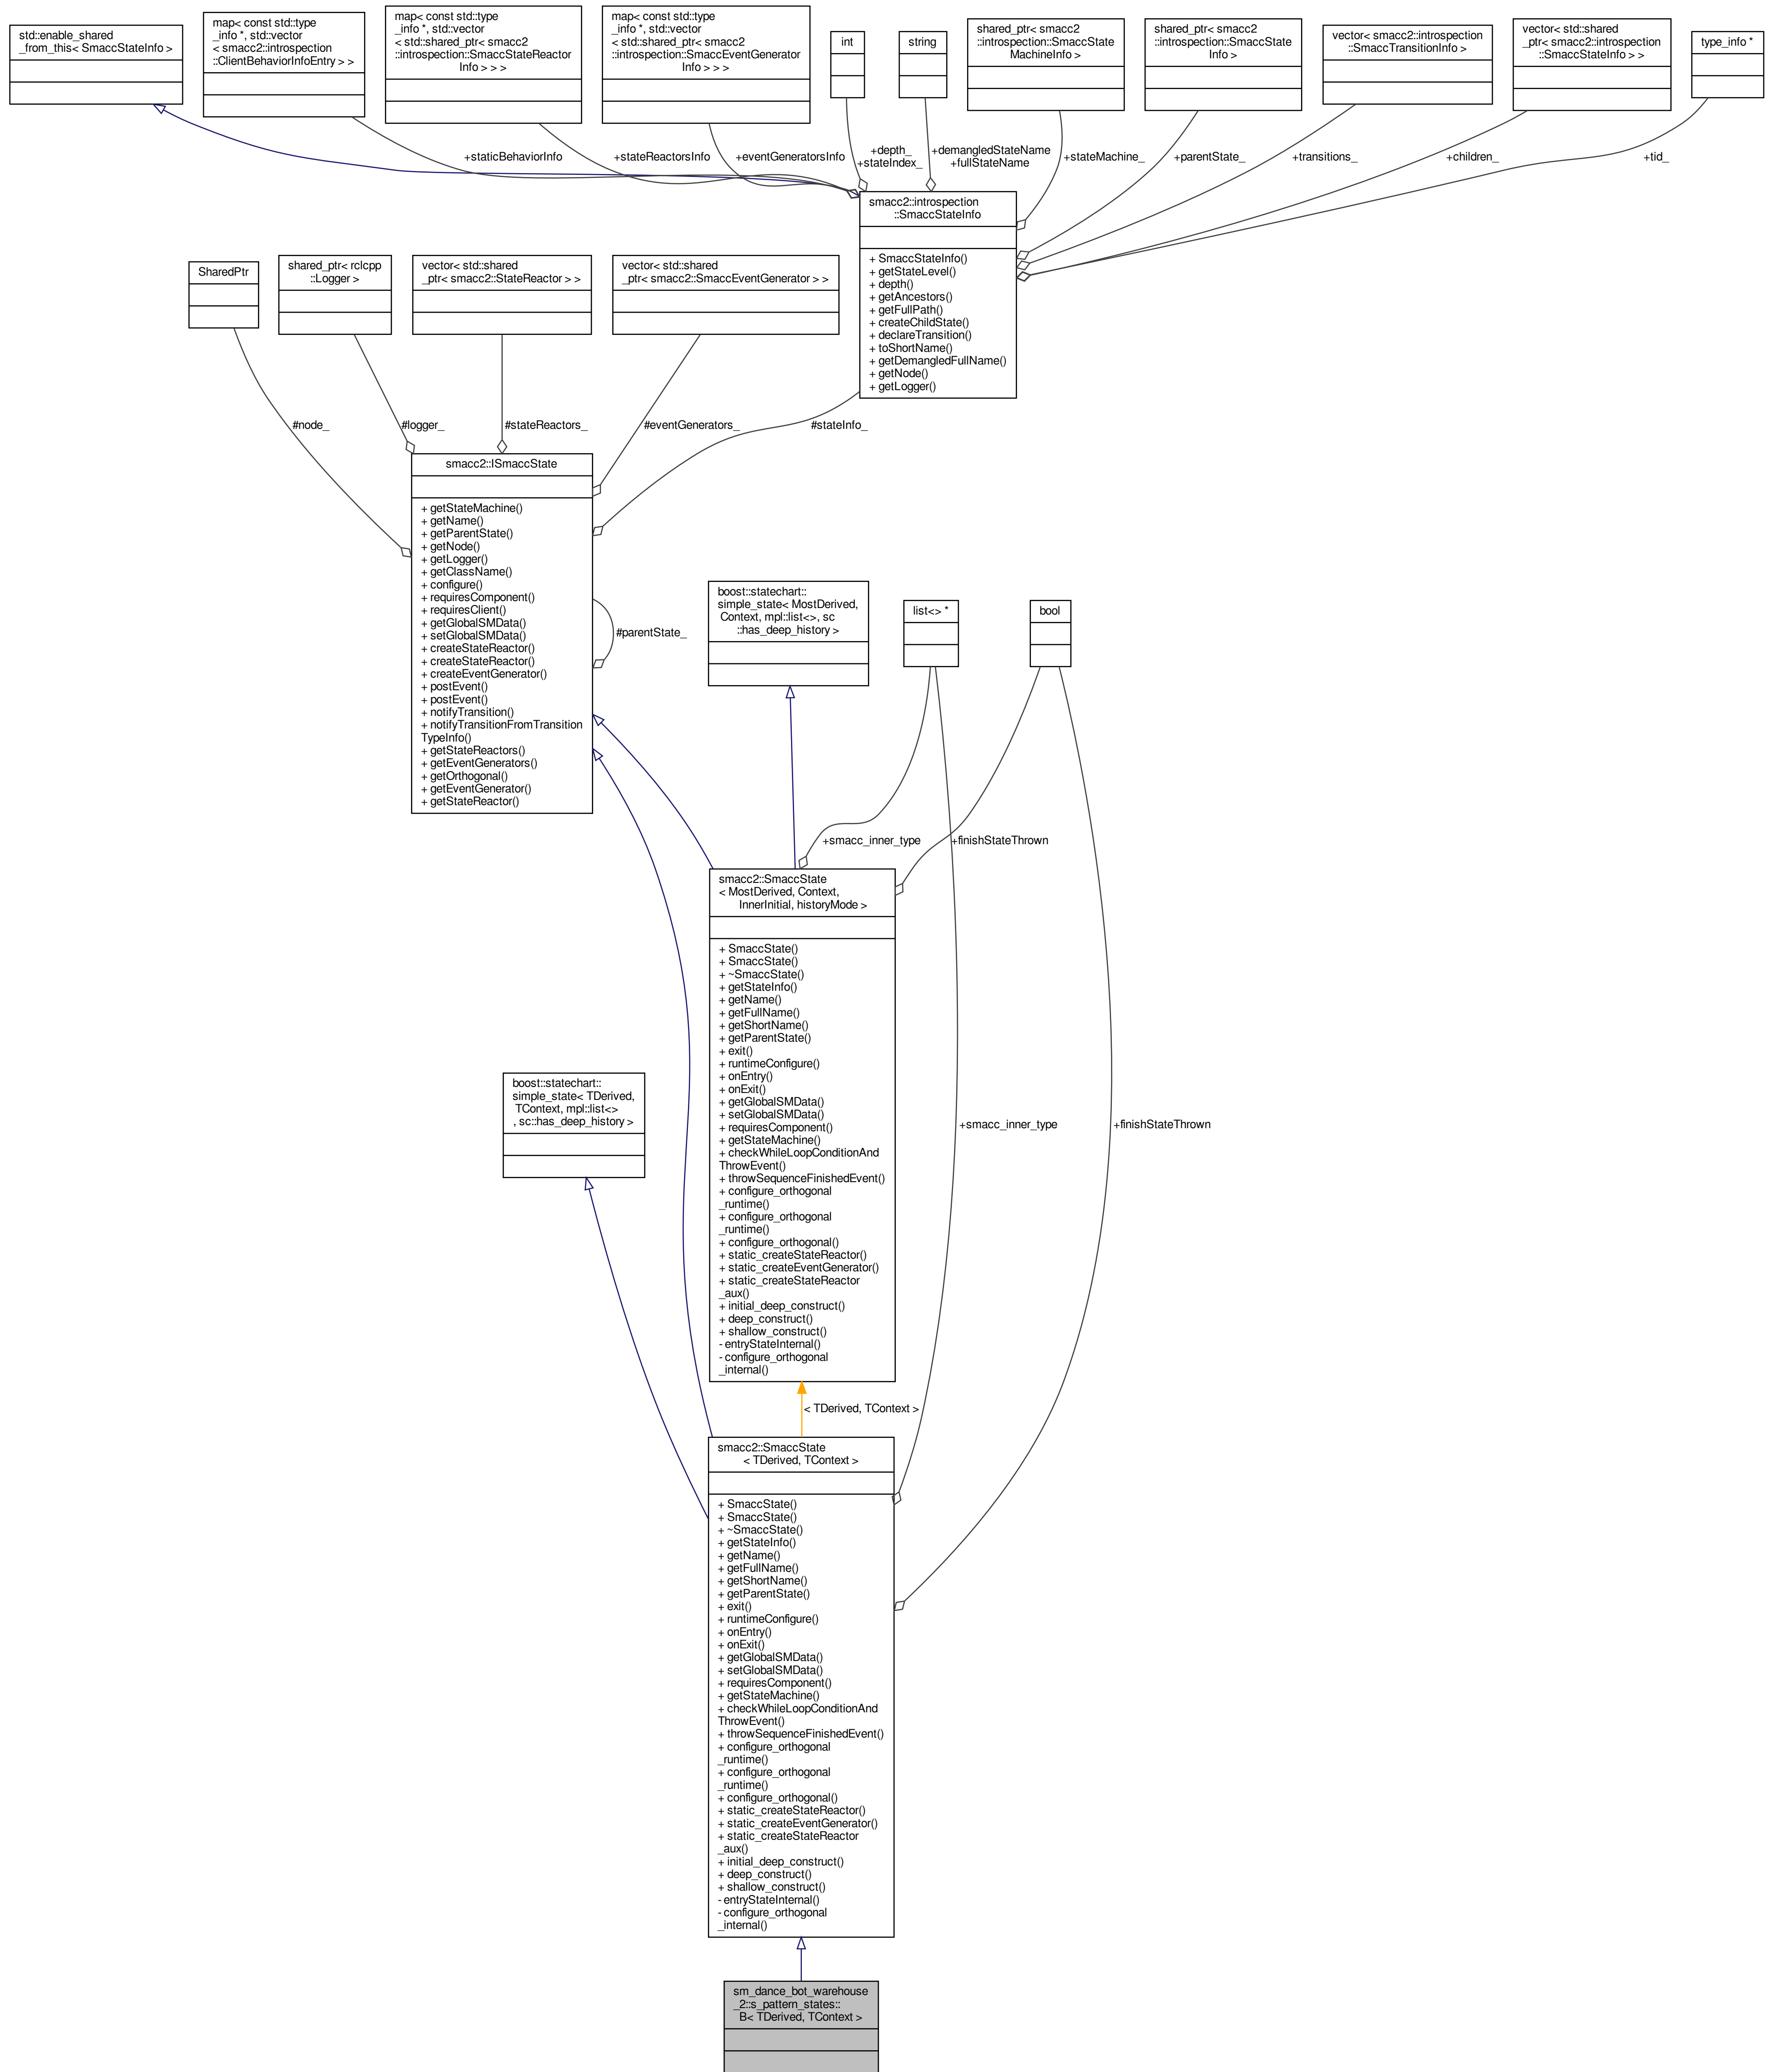 std::enable_shared
_from_this< SmaccStateInfo >
map< const std::type
_info *, std::vector
< smacc2::introspection
::ClientBehaviorInfoEntry > >
map< const std::type
_info *, std::vector
< std::shared_ptr< smacc2
::introspection::SmaccStateReactor
Info > > >
map< const std::type
_info *, std::vector
< std::shared_ptr< smacc2
::introspection::SmaccEventGenerator
Info > > >
int
string
shared_ptr< smacc2
::introspection::SmaccState
MachineInfo >
shared_ptr< smacc2
::introspection::SmaccState
Info >
vector< smacc2::introspection
::SmaccTransitionInfo >
vector< std::shared
_ptr< smacc2::introspection
::SmaccStateInfo > >
type_info *
+staticBehaviorInfo
+stateReactorsInfo
+eventGeneratorsInfo
+depth_
+stateIndex_
+demangledStateName
+fullStateName
+stateMachine_
+parentState_
+transitions_
+children_
+tid_
smacc2::introspection
::SmaccStateInfo
+ SmaccStateInfo()
+ getStateLevel()
+ depth()
+ getAncestors()
+ getFullPath()
+ createChildState()
+ declareTransition()
+ toShortName()
+ getDemangledFullName()
+ getNode()
+ getLogger()
SharedPtr
shared_ptr< rclcpp
::Logger >
vector< std::shared
_ptr< smacc2::StateReactor > >
vector< std::shared
_ptr< smacc2::SmaccEventGenerator > >
#node_
#logger_
#stateReactors_
#eventGenerators_
#stateInfo_
smacc2::ISmaccState
+ getStateMachine()
+ getName()
+ getParentState()
+ getNode()
+ getLogger()
+ getClassName()
+ configure()
+ requiresComponent()
+ requiresClient()
+ getGlobalSMData()
+ setGlobalSMData()
+ createStateReactor()
+ createStateReactor()
+ createEventGenerator()
+ postEvent()
+ postEvent()
+ notifyTransition()
+ notifyTransitionFromTransition
TypeInfo()
+ getStateReactors()
+ getEventGenerators()
+ getOrthogonal()
+ getEventGenerator()
+ getStateReactor()
#parentState_
boost::statechart::
simple_state< MostDerived,
Context, mpl::list<>, sc
::has_deep_history >
list<> *
bool
+smacc_inner_type
+finishStateThrown
smacc2::SmaccState
< MostDerived, Context,
InnerInitial, historyMode >
+ SmaccState()
+ SmaccState()
+ ~SmaccState()
+ getStateInfo()
+ getName()
+ getFullName()
+ getShortName()
+ getParentState()
+ exit()
+ runtimeConfigure()
+ onEntry()
+ onExit()
+ getGlobalSMData()
+ setGlobalSMData()
+ requiresComponent()
+ getStateMachine()
+ checkWhileLoopConditionAnd
ThrowEvent()
+ throwSequenceFinishedEvent()
+ configure_orthogonal
_runtime()
+ configure_orthogonal
_runtime()
+ configure_orthogonal()
+ static_createStateReactor()
+ static_createEventGenerator()
+ static_createStateReactor
_aux()
+ initial_deep_construct()
+ deep_construct()
+ shallow_construct()
- entryStateInternal()
- configure_orthogonal
_internal()
boost::statechart::
simple_state< TDerived,
TContext, mpl::list<>
, sc::has_deep_history >
+smacc_inner_type
+finishStateThrown
< TDerived, TContext >
smacc2::SmaccState
< TDerived, TContext >
+ SmaccState()
+ SmaccState()
+ ~SmaccState()
+ getStateInfo()
+ getName()
+ getFullName()
+ getShortName()
+ getParentState()
+ exit()
+ runtimeConfigure()
+ onEntry()
+ onExit()
+ getGlobalSMData()
+ setGlobalSMData()
+ requiresComponent()
+ getStateMachine()
+ checkWhileLoopConditionAnd
ThrowEvent()
+ throwSequenceFinishedEvent()
+ configure_orthogonal
_runtime()
+ configure_orthogonal
_runtime()
+ configure_orthogonal()
+ static_createStateReactor()
+ static_createEventGenerator()
+ static_createStateReactor
_aux()
+ initial_deep_construct()
+ deep_construct()
+ shallow_construct()
- entryStateInternal()
- configure_orthogonal
_internal()
sm_dance_bot_warehouse
_2::s_pattern_states::
B< TDerived, TContext >